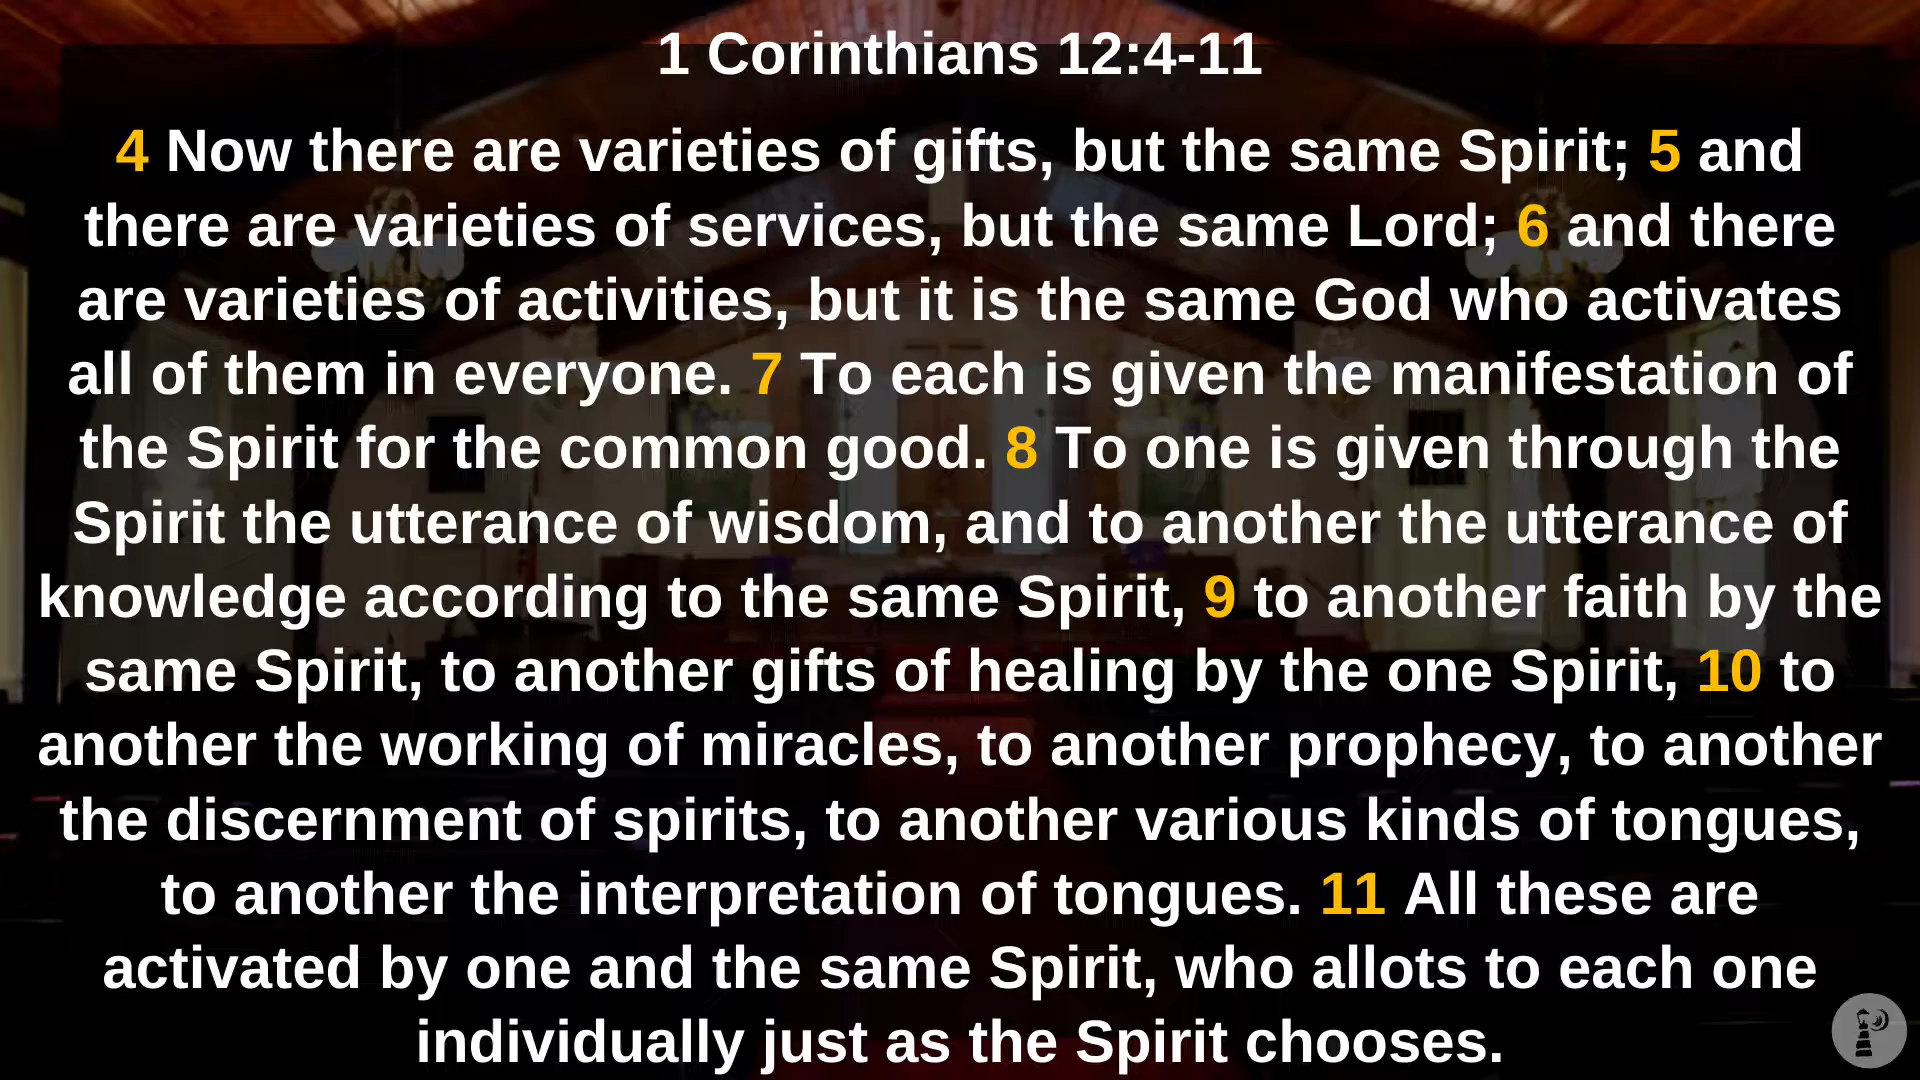 1 Corinthians 12:4-11
4 Now there are varieties of gifts, but the same Spirit; 5 and
there are varieties of services, but the same Lord; 6 and there
are varieties of activities, but it is the same God who activates
all of them in everyone. 7 To each is given the manifestation of
the Spirit for the common good. 8 To one is given through the
Spirit the utterance of wisdom, and to another the utterance of
knowledge according to the same Spirit, 9 to another faith by the
same Spirit, to another gifts of healing by the one Spirit, 10 to
another the working of miracles, to another prophecy, to another
the discernment of spirits, to another various kinds of tongues,
to another the interpretation of tongues. 11 All these are
activated by one and the same Spirit, who allots to each one
individually just as the Spirit chooses.